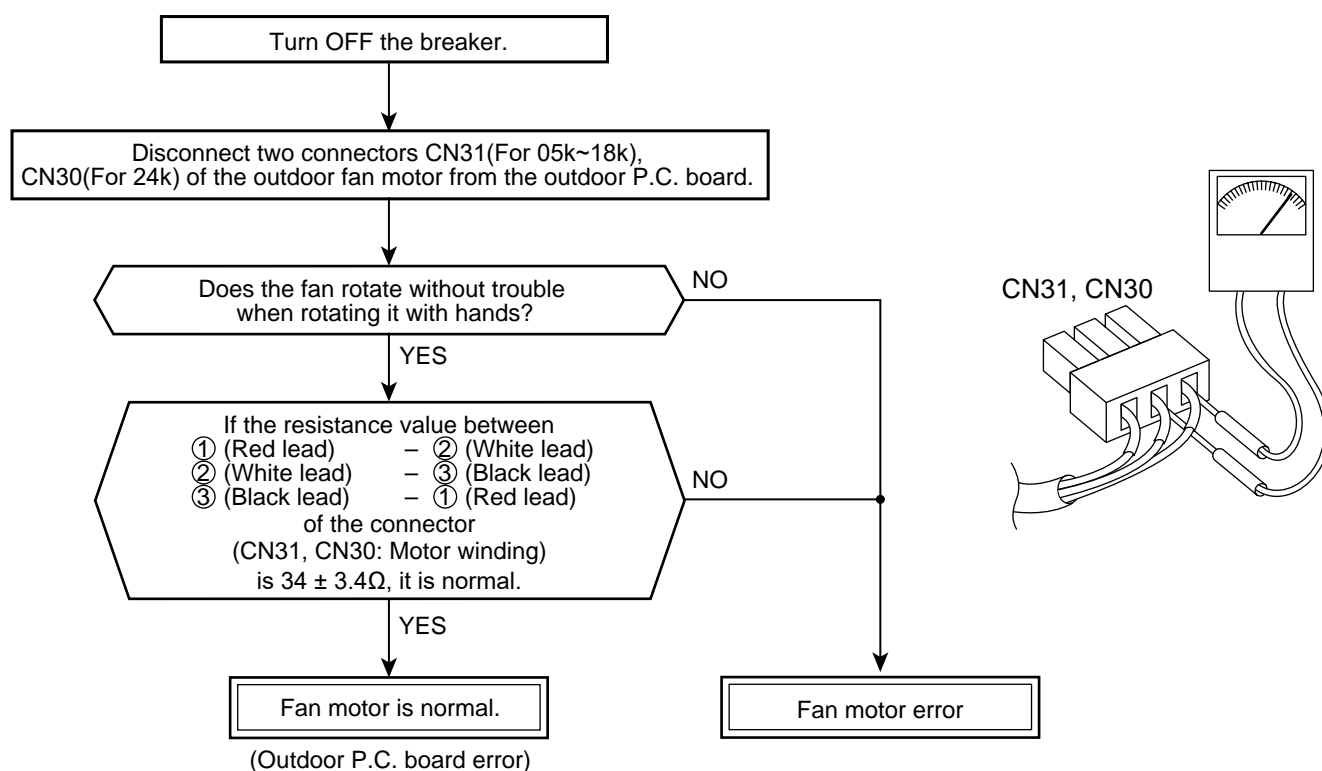 Turn OFF the breaker.
Disconnect two connectors CN31(For 05k~18k),
CN30(For 24k) of the outdoor fan motor from the outdoor P.C. board.
Does the fan rotate without trouble
when rotating it with hands?
NO
YES
CN31, CN30
If the resistance value between
① (Red lead) – ② (White lead)
② (White lead) – ③ (Black lead)
③ (Black lead) – ① (Red lead)
of the connector
(CN31, CN30: Motor winding)
is 34 ± 3.4Ω, it is normal.
NO
YES
Fan motor is normal.
(Outdoor P.C. board error)
Fan motor error